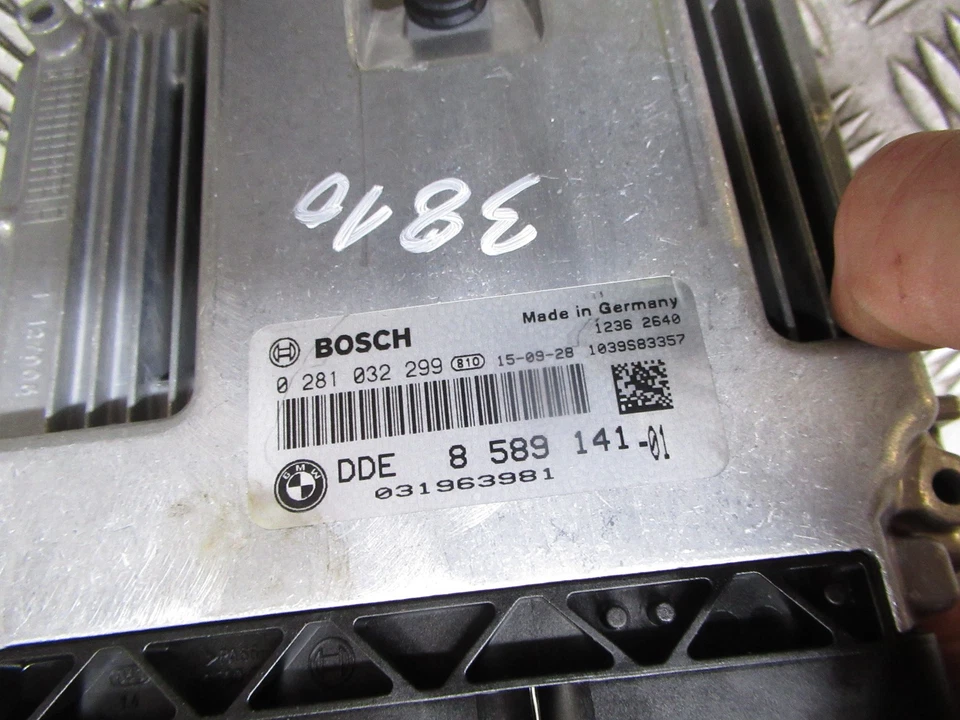 3810
BOSCH
Made in Germany
1236 2640
0 281 032 299 810 15-09-28 1039S83357
BMW
DDE 8 589 141-01
031963981